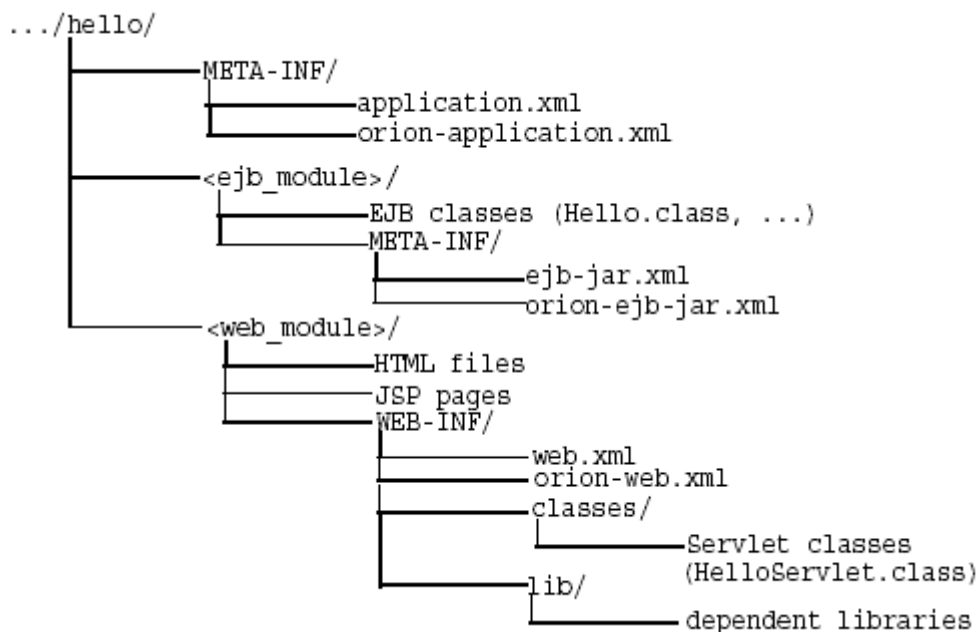 .../hello/
META-INF/
application.xml
orion-application.xml
<ejb_module>/
EJB classes (Hello.class, ...)
META-INF/
ejb-jar.xml
orion-ejb-jar.xml
<web_module>/
HTML files
JSP pages
WEB-INF/
web.xml
orion-web.xml
classes/
Servlet classes
(HelloServlet.class)
lib/
dependent libraries